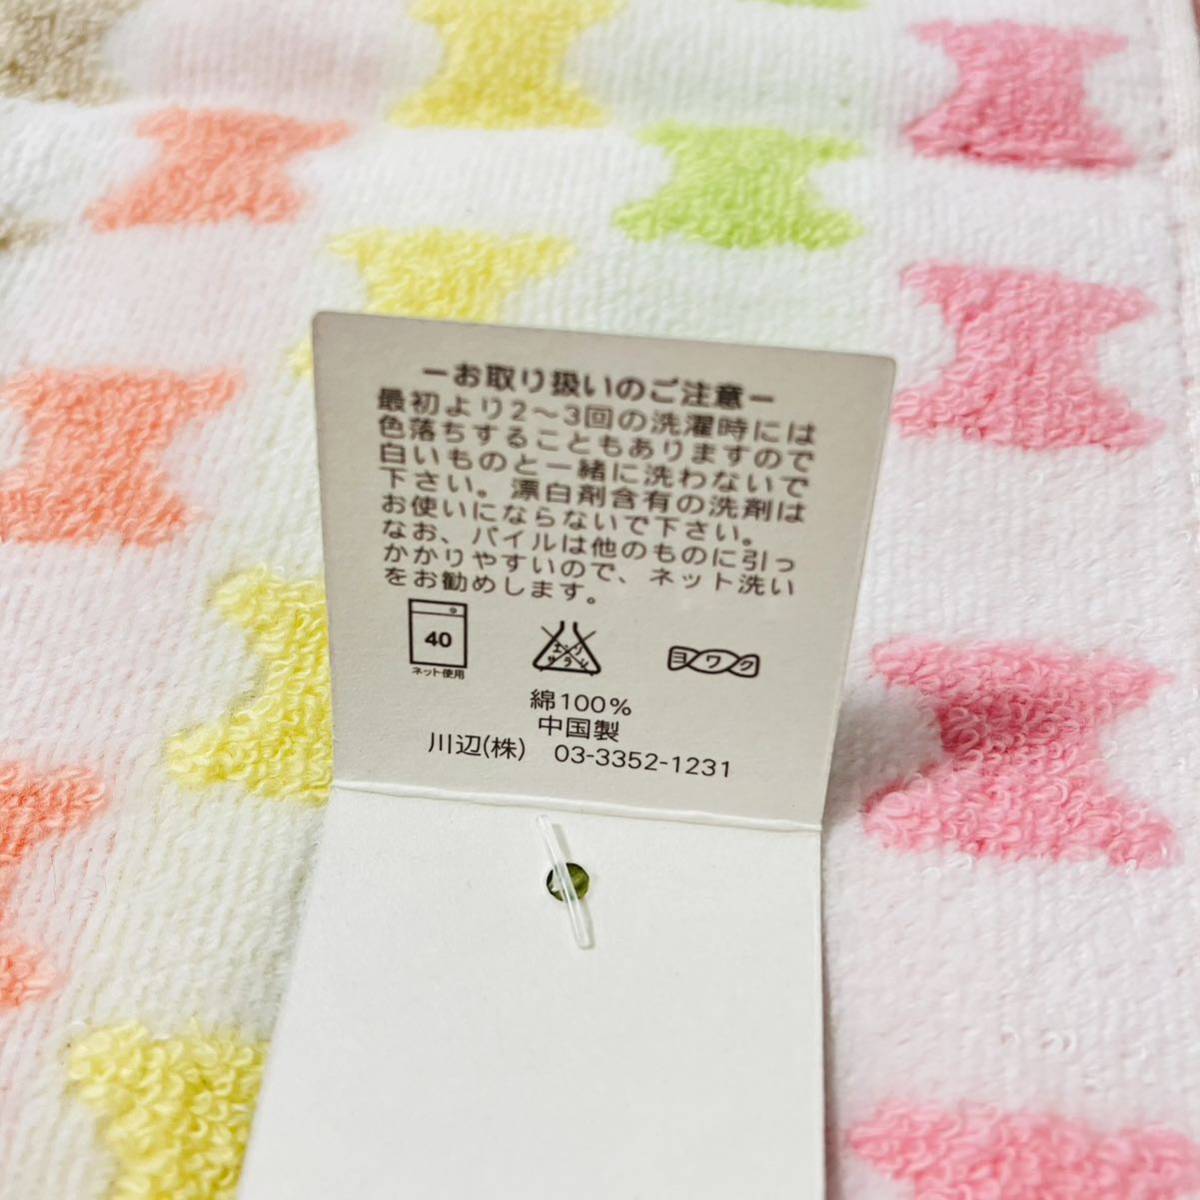 ーお取り扱いのご注意ー
最初より2～3回の洗濯時には
色落ちすることもありますので
白いものと一緒に洗わないで
下さい。漂白剤含有の洗剤は
お使いにならないで下さい。
なお、パイルは他のものに引っ
かかりやすいので、ネット洗い
をお勧めします。
40
ネット使用
エンソ
サラシ
ヨワク
綿100%
中国製
川辺(株) 03-3352-1231